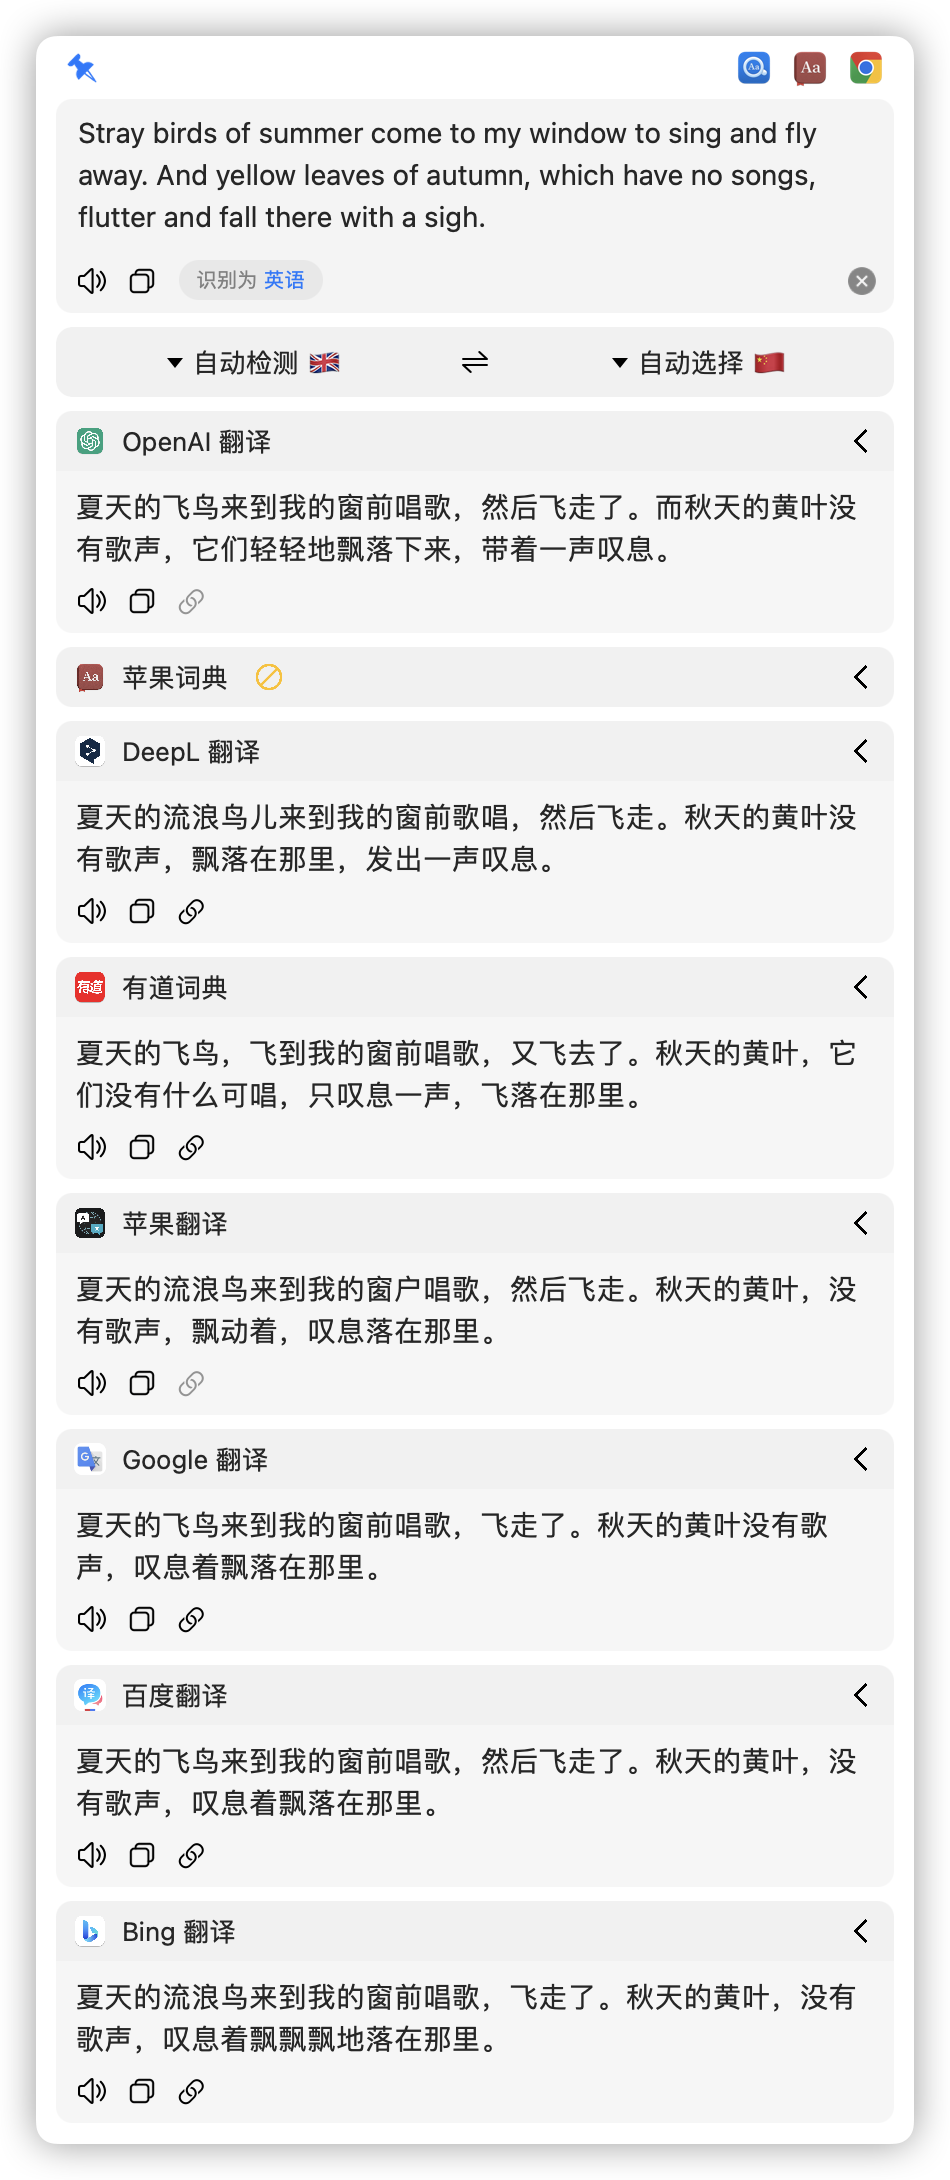 Stray birds of summer come to my window to sing and fly
away. And yellow leaves of autumn, which have no songs,
flutter and fall there with a sigh.
识别为 英语
自动检测
自动选择
OpenAI 翻译
夏天的飞鸟来到我的窗前唱歌，然后飞走了。而秋天的黄叶没
有歌声，它们轻轻地飘落下来，带着一声叹息。
Aa 苹果词典
DeepL 翻译
夏天的流浪鸟儿来到我的窗前歌唱，然后飞走。秋天的黄叶没
有歌声，飘落在那里，发出一声叹息。
有道 有道词典
夏天的飞鸟，飞到我的窗前唱歌，又飞去了。秋天的黄叶，它
们没有什么可唱，只叹息一声，飞落在那里。
苹果翻译
夏天的流浪鸟来到我的窗户唱歌，然后飞走。秋天的黄叶，没
有歌声，飘动着，叹息落在那里。
Google 翻译
夏天的飞鸟来到我的窗前唱歌，飞走了。秋天的黄叶没有歌
声，叹息着飘落在那里。
译 百度翻译
夏天的飞鸟来到我的窗前唱歌，然后飞走了。秋天的黄叶，没
有歌声，叹息着飘落在那里。
Bing 翻译
夏天的流浪鸟来到我的窗前唱歌，飞走了。秋天的黄叶，没有
歌声，叹息着飘飘飘地落在那里。